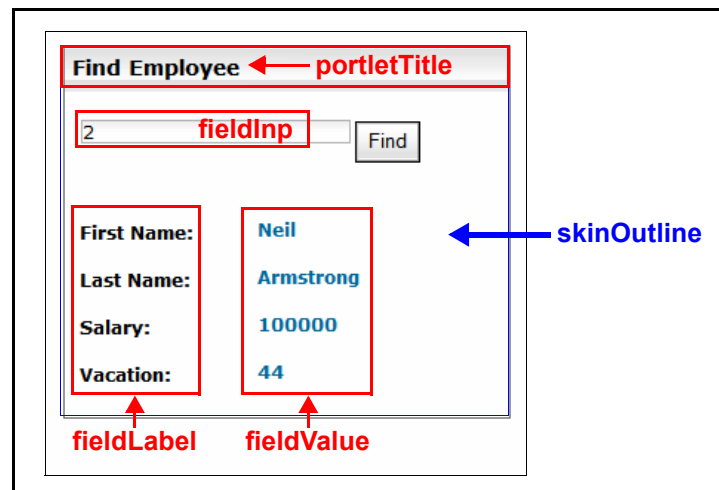 Find Employee portletTitle
2 fieldInp Find
skinOutline
First Name: Neil
Last Name: Armstrong
Salary: 100000
Vacation: 44
fieldLabel fieldValue